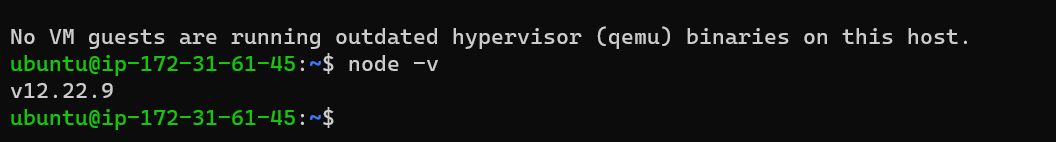 No VM guests are running outdated hypervisor (qemu) binaries on this host.
ubuntu@ip-172-31-61-45:~$ node -v
v12.22.9
ubuntu@ip-172-31-61-45:~$